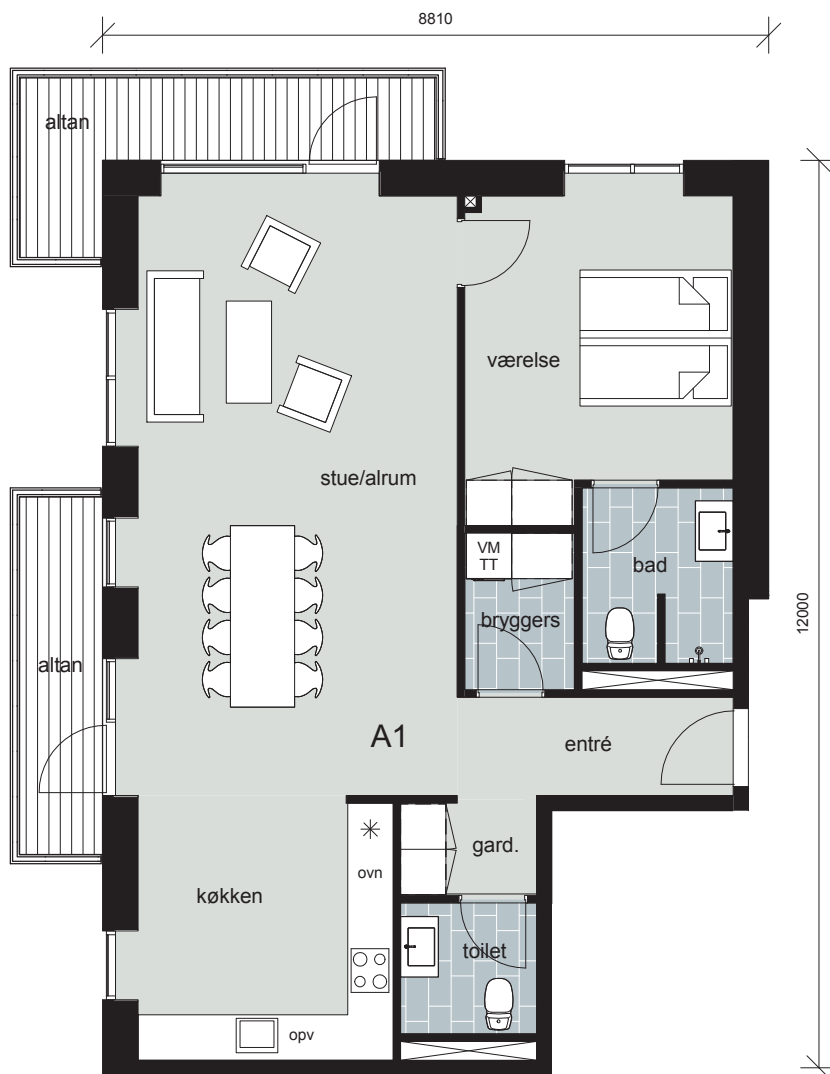 8810
altan
værelse
stue/alrum
VM
TT
bad
bryggers
12000
altan
A1
entré
gard.
ovn
køkken
toilet
opv